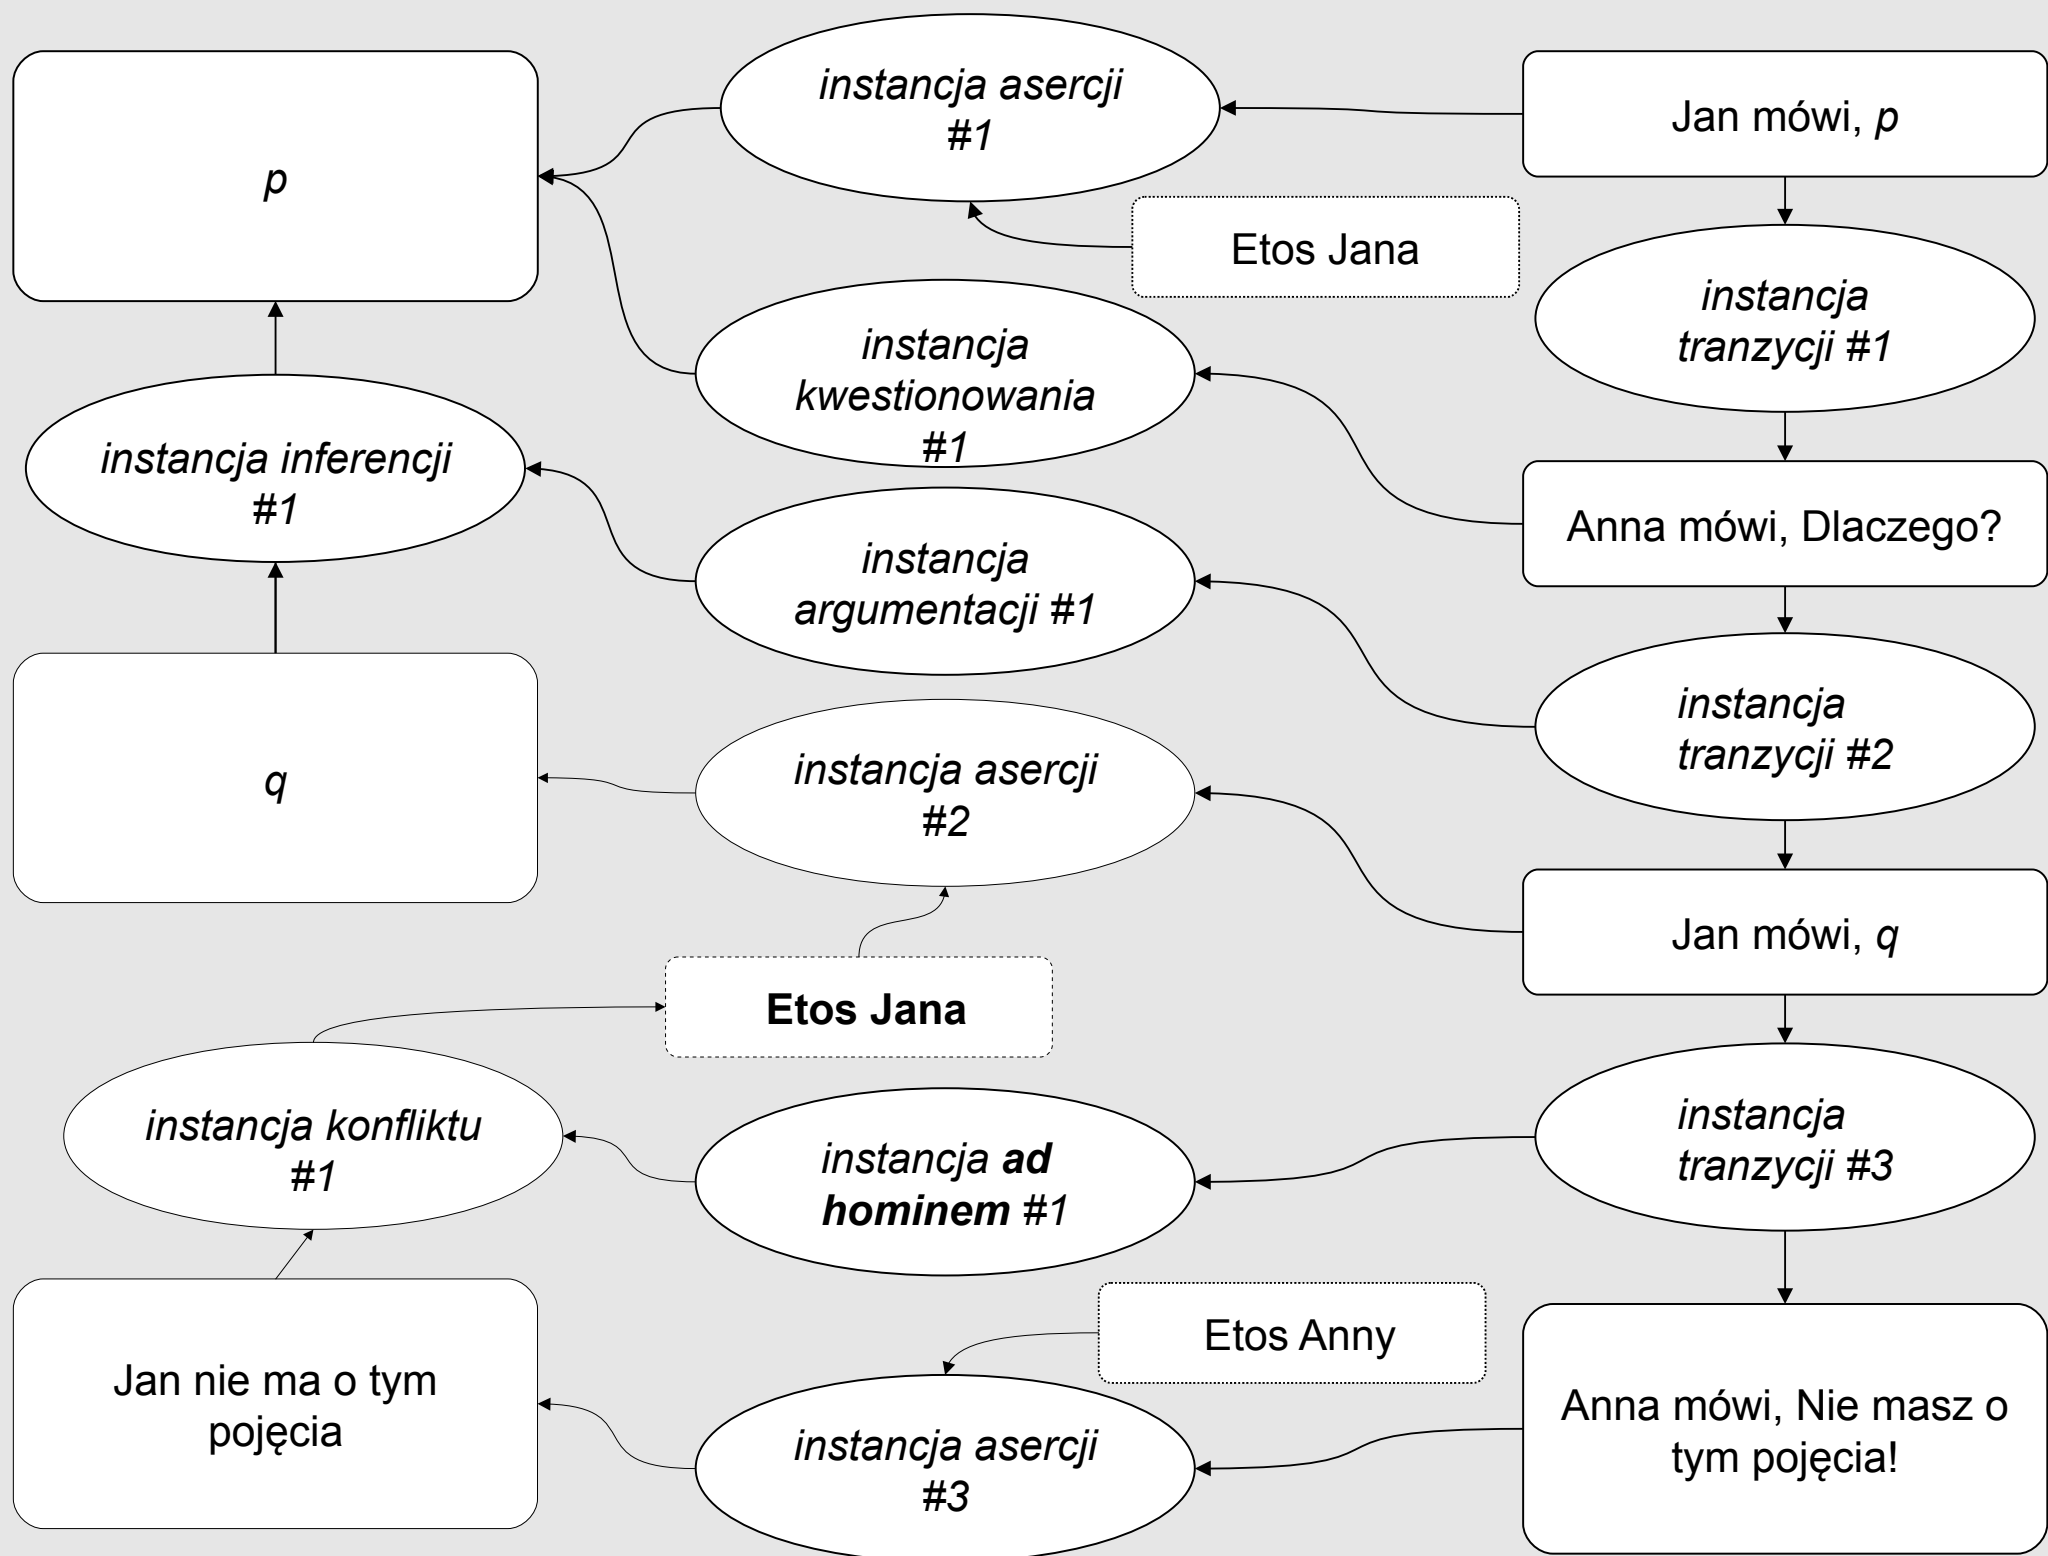 instancja asercji
#1
Jan mówi, p
p
Etos Jana
instancja
tranzycji #1
instancja
kwestionowania
#1
instancja inferencji
#1
Anna mówi, Dlaczego?
instancja
argumentacji #1
instancja
tranzycji #2
q
instancja asercji
#2
Jan mówi, q
Etos Jana
instancja konfliktu
#1
instancja ad
hominem #1
instancja
tranzycji #3
Etos Anny
Jan nie ma o tym
pojęcia
instancja asercji
#3
Anna mówi, Nie masz o
tym pojęcia!